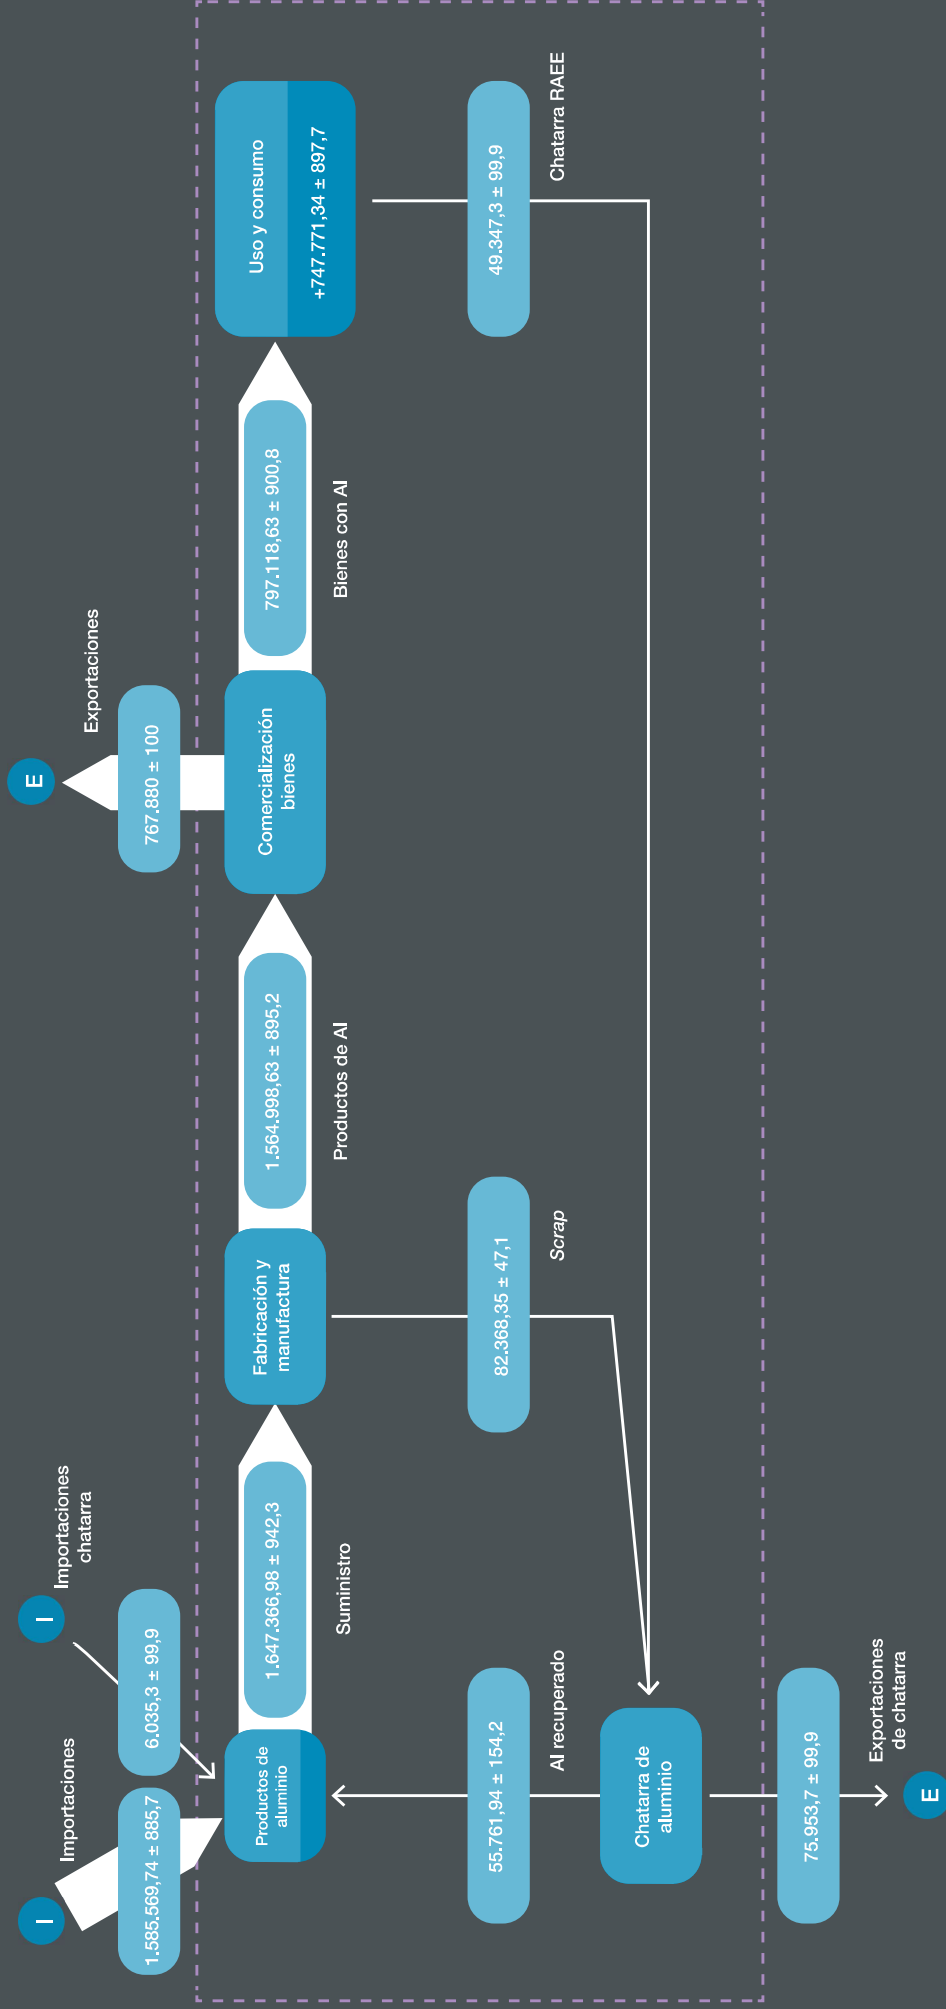 I
Importaciones
1.585.569,74 ± 885,7
I
Importaciones
chatarra
6.035,3 ± 99,9
E
Exportaciones
767.880 ± 100
Productos de
aluminio
1.647.366,98 ± 942,3
Suministro
Fabricación y
manufactura
1.564.998,63 ± 895,2
Productos de Al
Comercialización
bienes
797.118,63 ± 900,8
Bienes con Al
Uso y consumo
+747.771,34 ± 897,7
55.761,94 ± 154,2
Al recuperado
82.368,35 ± 47,1
Scrap
49.347,3 ± 99,9
Chatarra RAEE
Chatarra de
aluminio
75.953,7 ± 99,9
Exportaciones
de chatarra
E